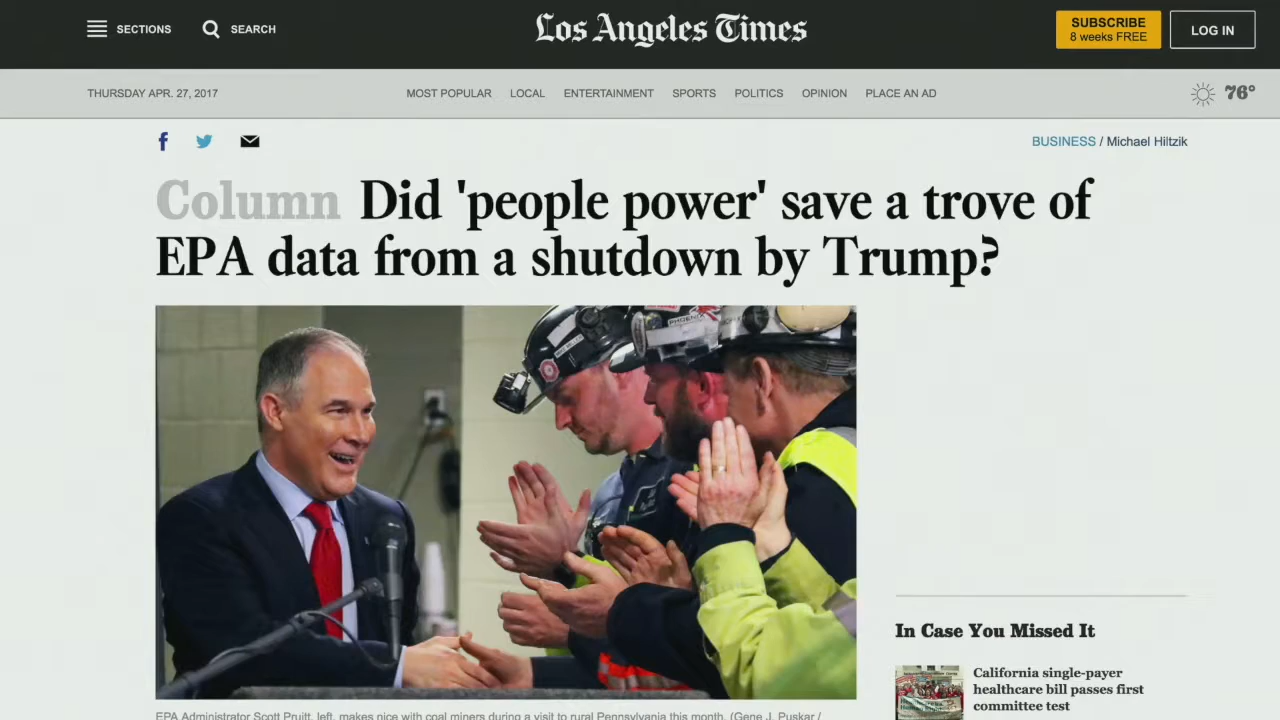 SECTIONS
SEARCH
Los Angeles Times
SUBSCRIBE
8 weeks FREE
LOG IN
THURSDAY APR. 27, 2017
MOST POPULAR LOCAL ENTERTAINMENT SPORTS POLITICS OPINION PLACE AN AD
76°
BUSINESS / Michael Hiltzik
Column Did 'people power' save a trove of
EPA data from a shutdown by Trump?
PHOENIX
In Case You Missed It
California single-payer
healthcare bill passes first
committee test
EPA Administrator Scott Pruitt, left, makes nice with coal miners during a visit to rural Pennsylvania this month. (Gene J. Puskar /